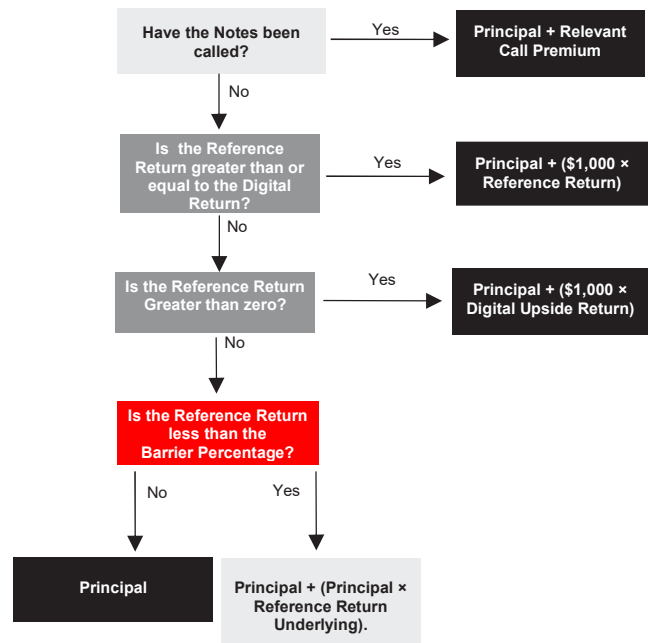 Have the Notes been
called?
Yes
Principal + Relevant
Call Premium
No
Is the Reference
Return greater than or
equal to the Digital
Return?
Yes
Principal + ($1,000 ×
Reference Return)
No
Is the Reference Return
Greater than zero?
Yes
Principal + ($1,000 ×
Digital Upside Return)
No
Is the Reference Return
less than the
Barrier Percentage?
No
Yes
Principal
Principal + (Principal ×
Reference Return
Underlying).